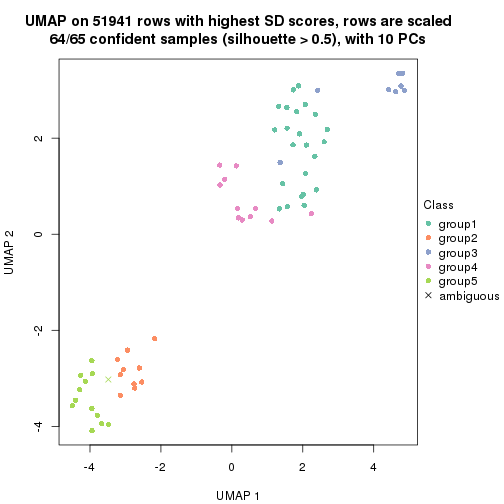 UMAP on 51941 rows with highest SD scores, rows are scaled
64/65 confident samples (silhouette > 0.5), with 10 PCs
UMAP 2
2
0
-2
-4
-4
-2
0
2
4
UMAP 1
Class
group1
group2
group3
group4
group5
ambiguous